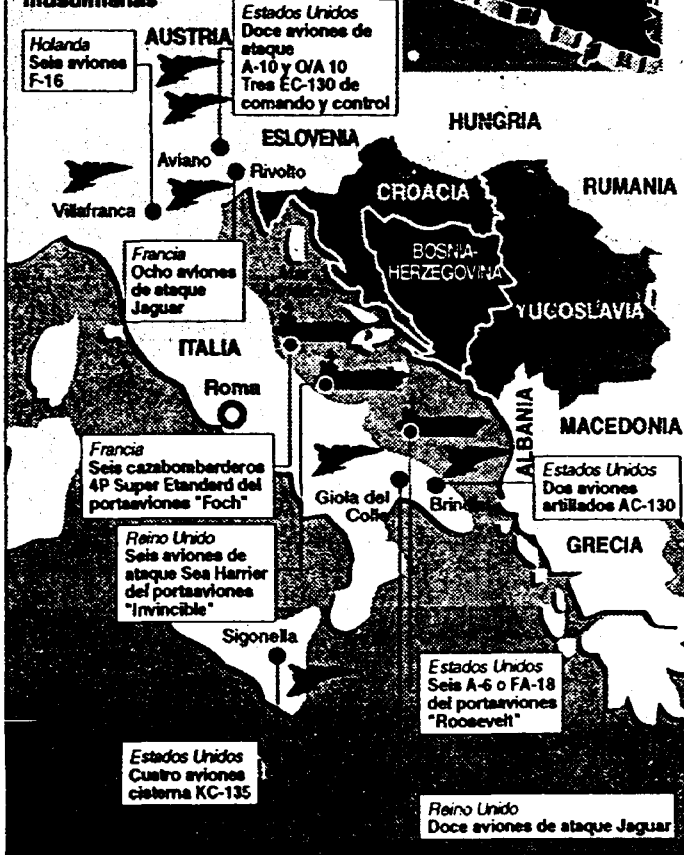 musulmanas
Estados Unidos
Doce aviones de
ataque
A-10 y O/A 10
Tres EC-130 de
comando y control
Holanda
Seis aviones
F-16
AUSTRIA
HUNGRIA
ESLOVENIA
Aviano
Rivolto
CROACIA
RUMANIA
Villafranca
BOSNIA-
HERZEGOVINA
Francia
Ocho aviones
de ataque
Jaguar
YUGOSLAVIA
ITALIA
Roma
ALBANIA
MACEDONIA
Francia
Seis cazabombarderos
4P Super Etandard del
portaaviones "Foch"
Estados Unidos
Dos aviones
artillados AC-130
Gioia del
Colle
GRECIA
Reino Unido
Seis aviones de
ataque Sea Harrier
del portaaviones
"Invincible"
Sigonella
Estados Unidos
Seis A-6 o FA-18
del portaaviones
"Roosevelt"
Estados Unidos
Cuatro aviones
cisterna KC-135
Reino Unido
Doce aviones de ataque Jaguar